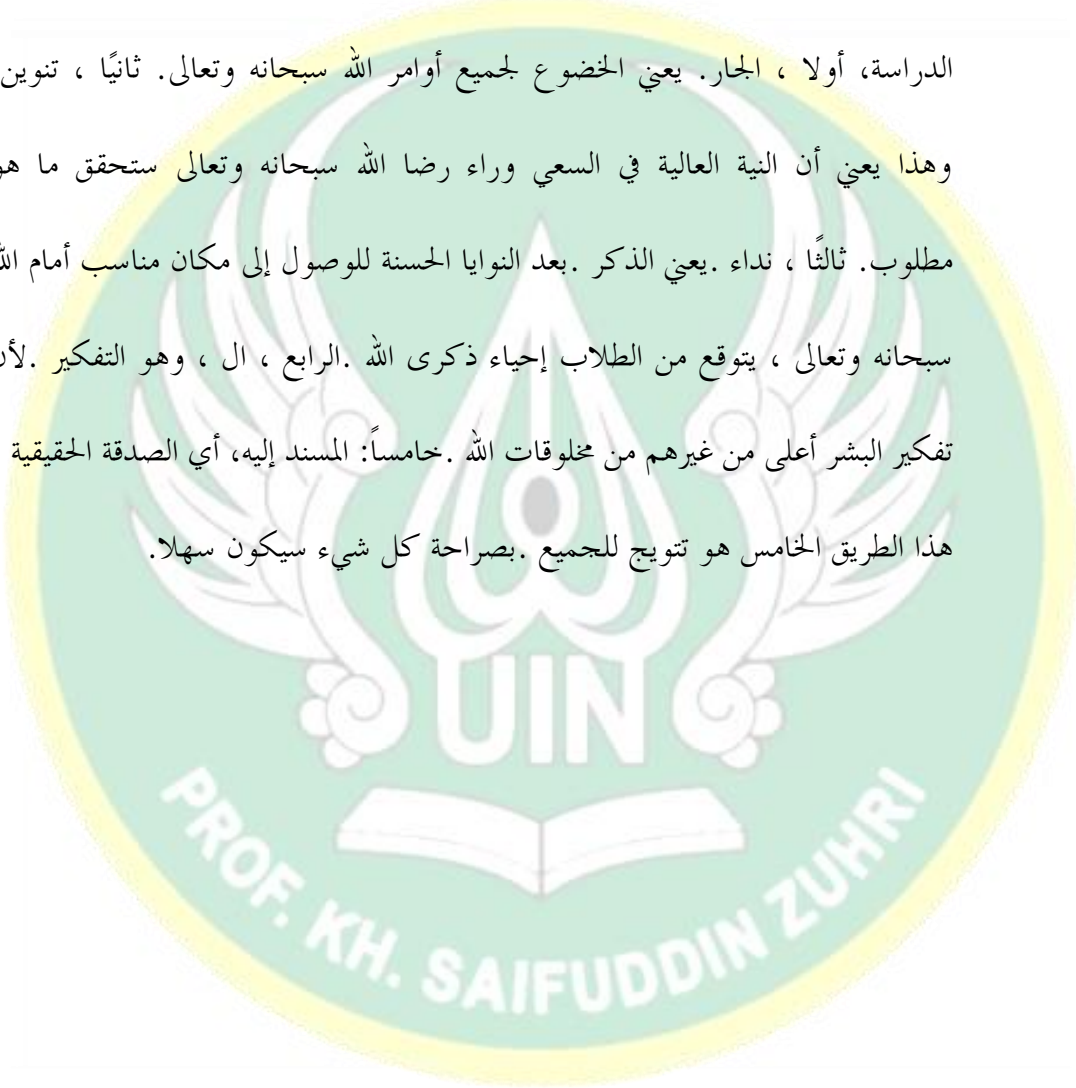 الدراسة، أولا ، الجار. يعني الخضوع لجميع أوامر الله سبحانه وتعالى. ثانيًا ، تنوين
وهذا يعني أن النية العالية في السعي وراء رضا الله سبحانه وتعالى ستحقق ما هو
مطلوب. ثالثًا ، نداء .يعني الذكر .بعد النوايا الحسنة للوصول إلى مكان مناسب أمام الله
سبحانه وتعالى ، يتوقع من الطلاب إحياء ذكرى الله .الرابع ، ال ، وهو التفكير .لأن
تفكير البشر أعلى من غيرهم من مخلوقات الله .خامساً: المسند إليه، أي الصدقة الحقيقية
هذا الطريق الخامس هو تتويج للجميع .بصراحة كل شيء سيكون سهلا.
UIN
PROF. KH. SAIFUDDIN ZUHRI